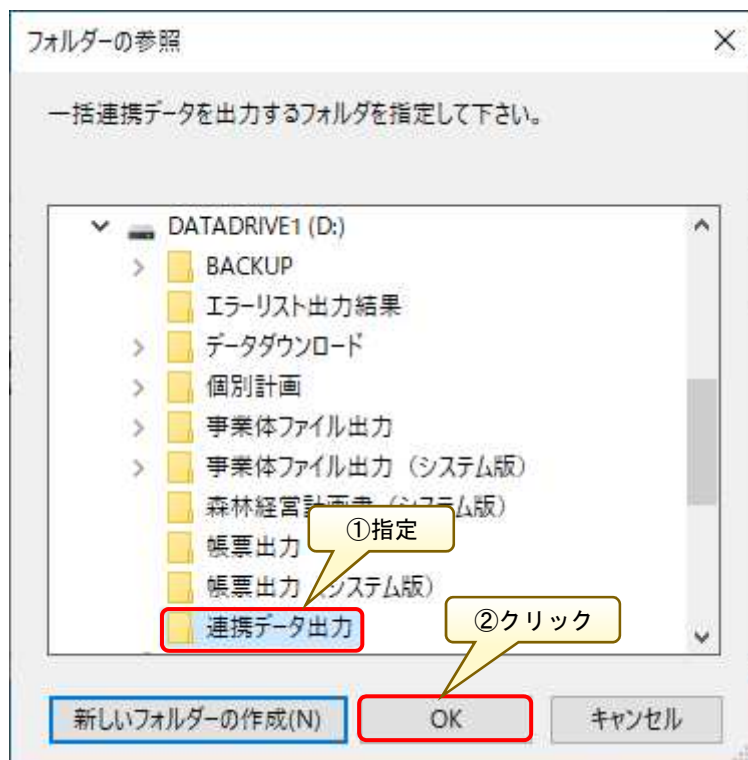 フォルダーの参照
一括連携データを出力するフォルダを指定して下さい。
DATADRIVE1 (D:)
BACKUP
エラーリスト出力結果
データダウンロード
個別計画
事業体ファイル出力
事業体ファイル出力（システム版）
森林経営計画書（システム版）
①指定
帳票出力
帳票出力（システム版）
連携データ出力
②クリック
新しいフォルダーの作成(N)
OK
キャンセル